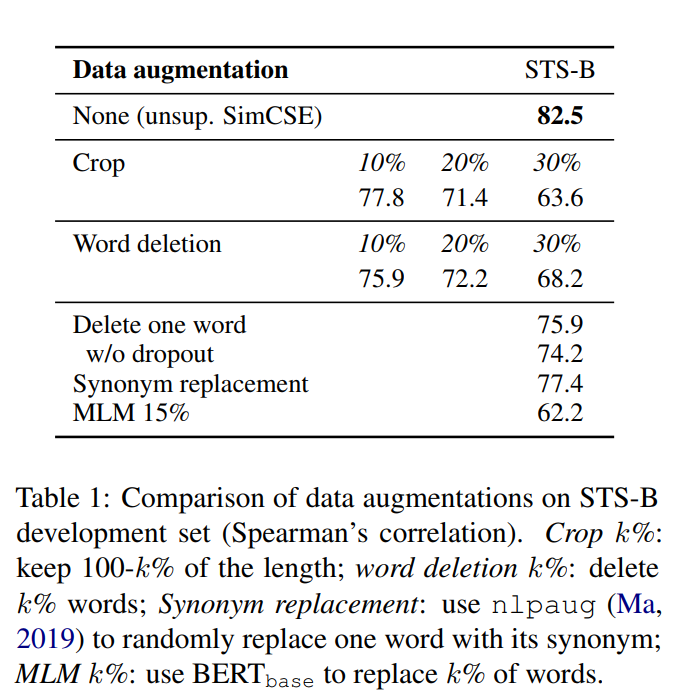 Data augmentation STS-B
None (unsup. SimCSE) 82.5
Crop 10% 20% 30%
77.8 71.4 63.6
Word deletion 10% 20% 30%
75.9 72.2 68.2
Delete one word 75.9
w/o dropout 74.2
Synonym replacement 77.4
MLM 15% 62.2
Table 1: Comparison of data augmentations on STS-B
development set (Spearman's correlation). Crop k%:
keep 100-k% of the length; word deletion k%: delete
k% words; Synonym replacement: use nlpaug (Ma,
2019) to randomly replace one word with its synonym;
MLM k%: use BERTbase to replace k% of words.